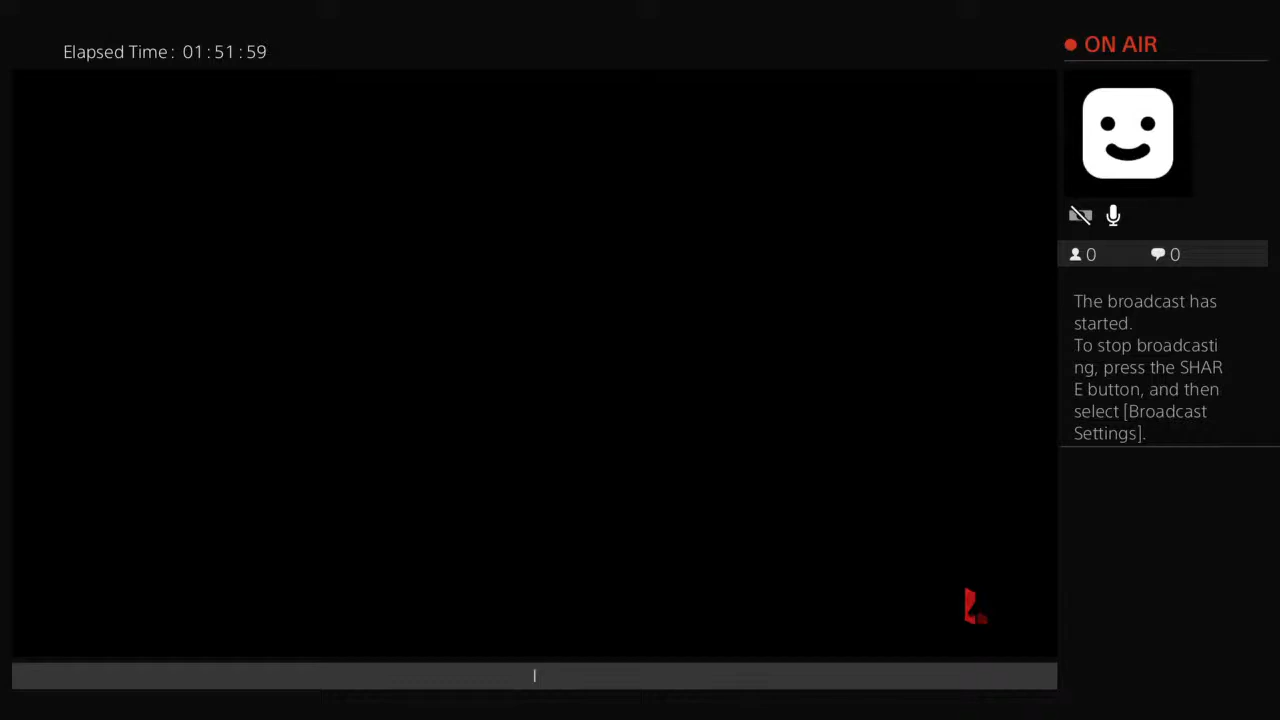 Elapsed Time: 01:51:59
ON AIR
0 0
The broadcast has
started.
To stop broadcasti
ng, press the SHAR
E button, and then
select [Broadcast
Settings].